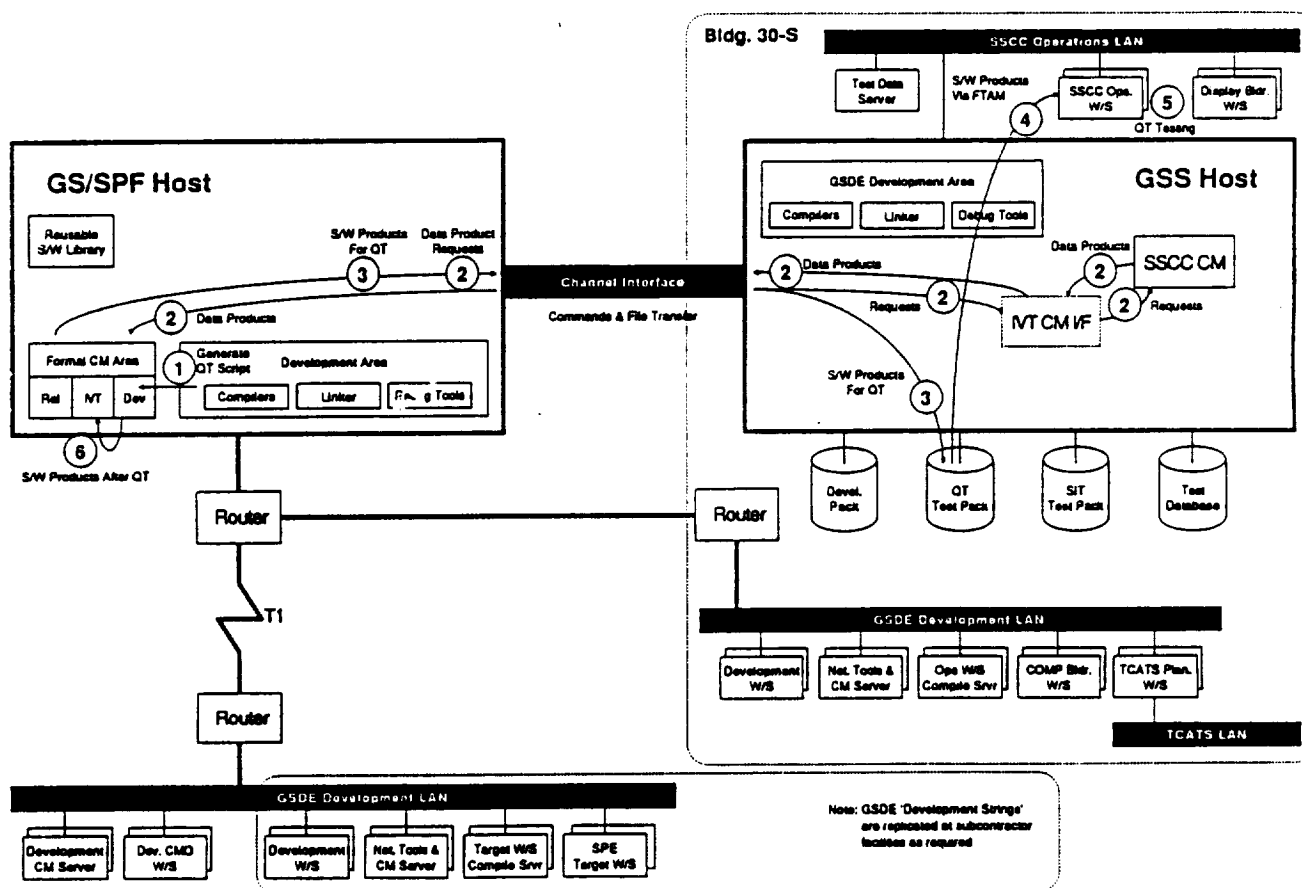 Bldg. 30-S
SSCC Operations LAN
Test Data
Server
S/W Products
Via FTAM
SSCC Ops.
W/S
Display Bldr.
W/S
4
5
QT Testing
GS/SPF Host
Reusable
S/W Library
S/W Products
For QT
Data Product
Requests
3
2
2
Data Products
Formal CM Area
Rel
IVT
Dev
1
Generate
QT Script
Development Area
Compilers
Linker
6
S/W Products After QT
Channel Interface
Commands & File Transfer
GSS Host
GSDE Development Area
Compilers
Linker
Debug Tools
Data Products
2
SSCC CM
2
Data Products
Requests
2
IVT CM I/F
2
Requests
S/W Products
For QT
3
Devel.
Pack
QT
Test Pack
SIT
Test Pack
Test
Database
Router
Router
T1
Router
GSDE Development LAN
Development
W/S
Net. Tools &
CM Server
Ops W/S
Compile Srvr
COMP Bldr.
W/S
TCATS Plan.
W/S
TCATS LAN
GSDE Development LAN
Development
CM Server
Dev. CMO
W/S
Development
W/S
Net. Tools &
CM Server
Target W/S
Compile Srvr
SPE
Target W/S
Note: GSDE 'Development Strings'
are replicated at subcontractor
facilities as required